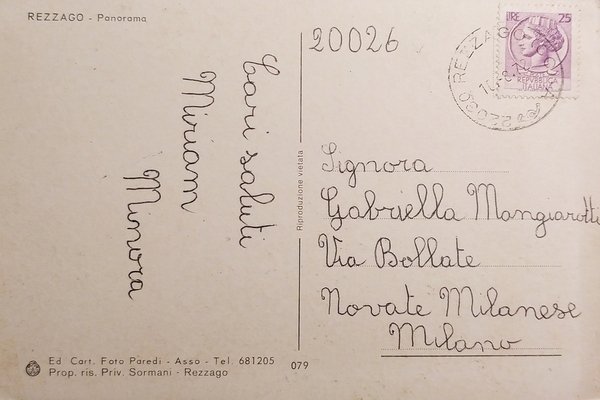 REZZAGO - Panorama
Cari saluti
Miriam
Minora
Ed. Cart. Foto Paredi - Asso - Tel. 681205
Prop. ris. Priv. Sormani - Rezzago
079
Riproduzione vietata
20026
LIRE 25
REPUBBLICA
ITALIANA
22030 REZZAGO
Signora
Gabriella Mangiarotti
Via Bollate
Novate Milanese
Milano